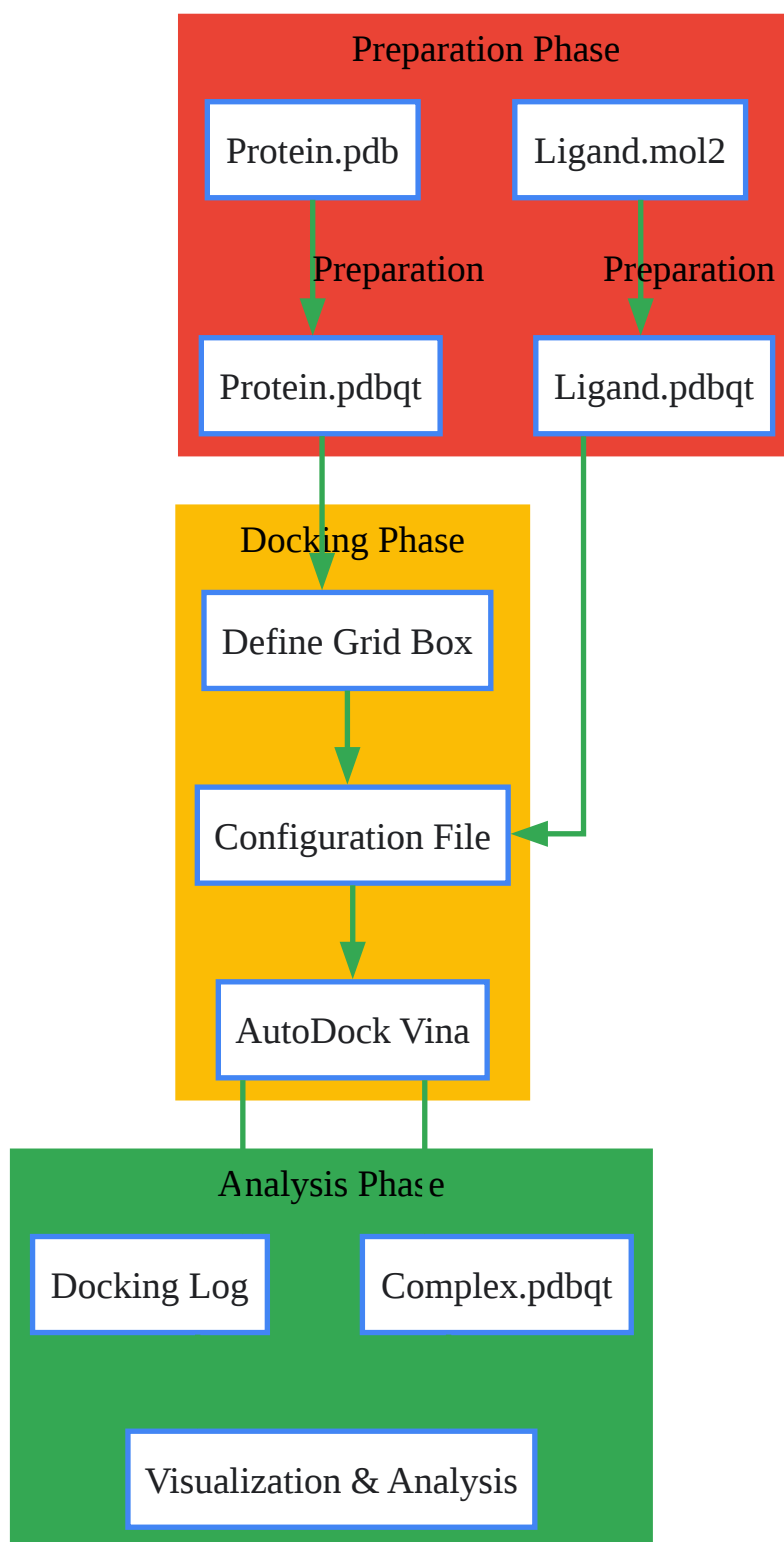 Preparation Phase
Protein.pdb
Ligand.mol2
Preparation
Preparation
Protein.pdbqt
Ligand.pdbqt
Docking Phase
Define Grid Box
Configuration File
AutoDock Vina
Analysis Phase
Docking Log
Complex.pdbqt
Visualization & Analysis